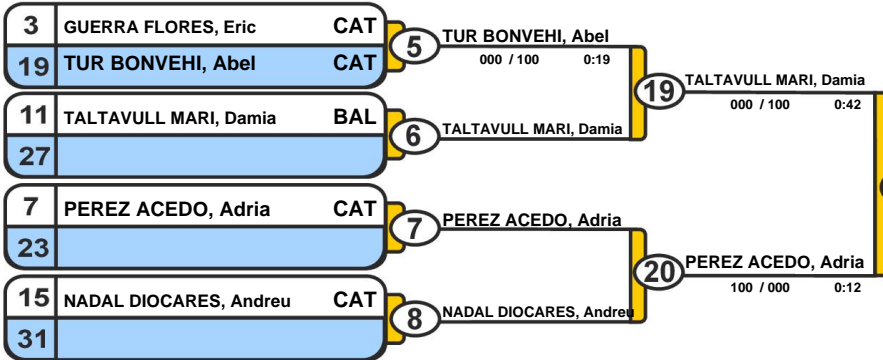 3 GUERRA FLORES, Eric CAT
19 TUR BONVEHI, Abel CAT
5
TUR BONVEHI, Abel
000 / 100 0:19
11 TALTAVULL MARI, Damia BAL
27
6
TALTAVULL MARI, Damia
19
TALTAVULL MARI, Damia
000 / 100 0:42
7 PEREZ ACEDO, Adria CAT
23
7
PEREZ ACEDO, Adria
15 NADAL DIOCARES, Andreu CAT
31
8
NADAL DIOCARES, Andreu
20
PEREZ ACEDO, Adria
100 / 000 0:12